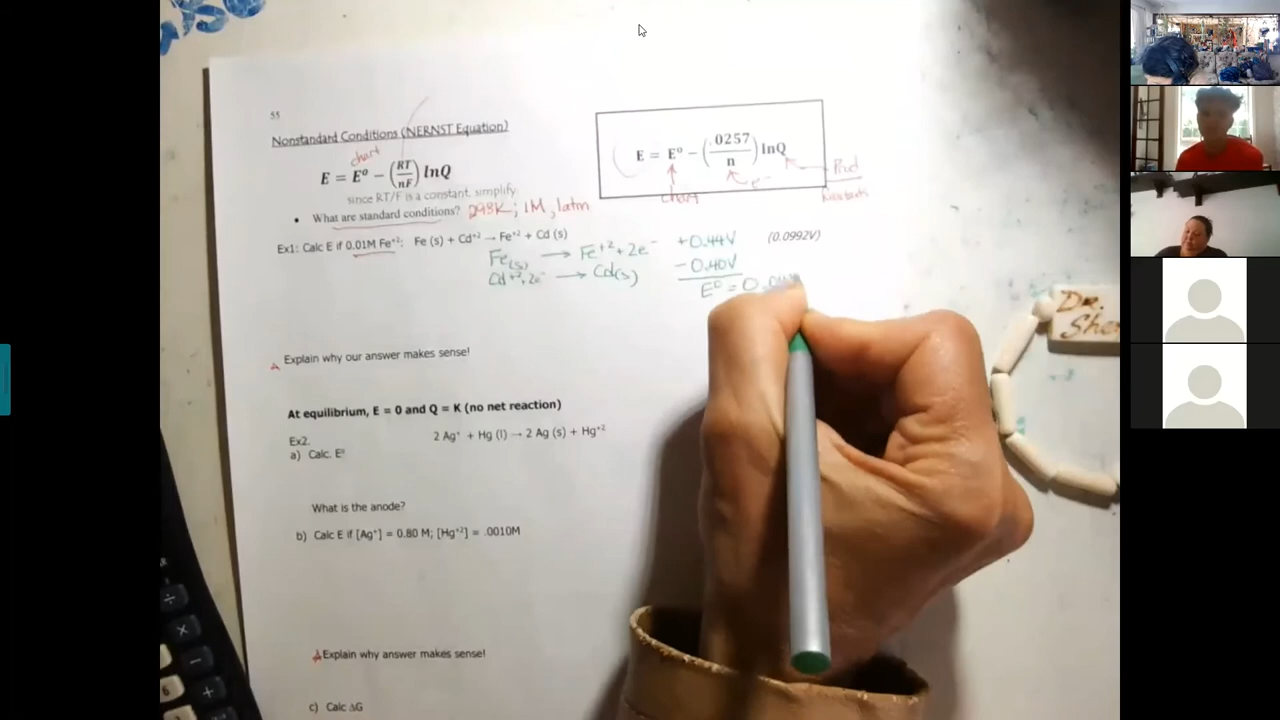 53
Nonstandard Conditions (NERNST Equation)
chart
E = E° − (RT/nF) lnQ
since RT/F is a constant, simplify
• What are standard conditions? 298K; 1M, 1atm
E = E° − (.0257/n) lnQ
chart
e⁻
Prod
Reactants
Ex1: Calc E if 0.01M Fe⁺²: Fe (s) + Cd⁺² → Fe⁺² + Cd (s)
(0.0992V)
Fe(s) → Fe⁺² + 2e⁻ +0.44V
Cd⁺² + 2e⁻ → Cd(s) −0.40V
E° =
Explain why our answer makes sense!
At equilibrium, E = 0 and Q = K (no net reaction)
Ex2.
2 Ag⁺ + Hg (l) → 2 Ag (s) + Hg⁺²
a) Calc. E°
What is the anode?
b) Calc E if [Ag⁺] = 0.80 M; [Hg⁺²] = .0010M
Explain why answer makes sense!
c) Calc ΔG
Dr.
÷
×
−
6
+